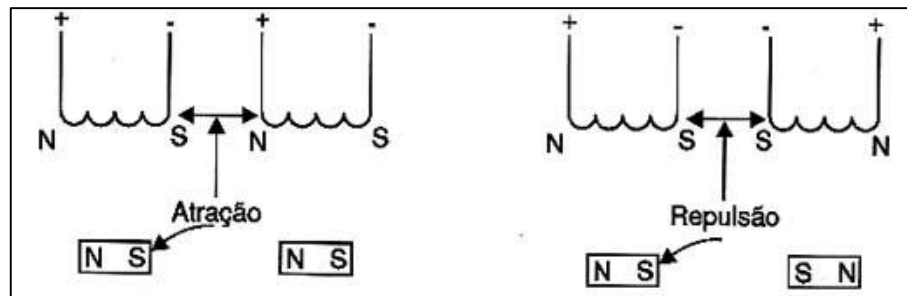 + - + - + - - +
N S N S N S S N
Atração Repulsão
N S N S N S S N